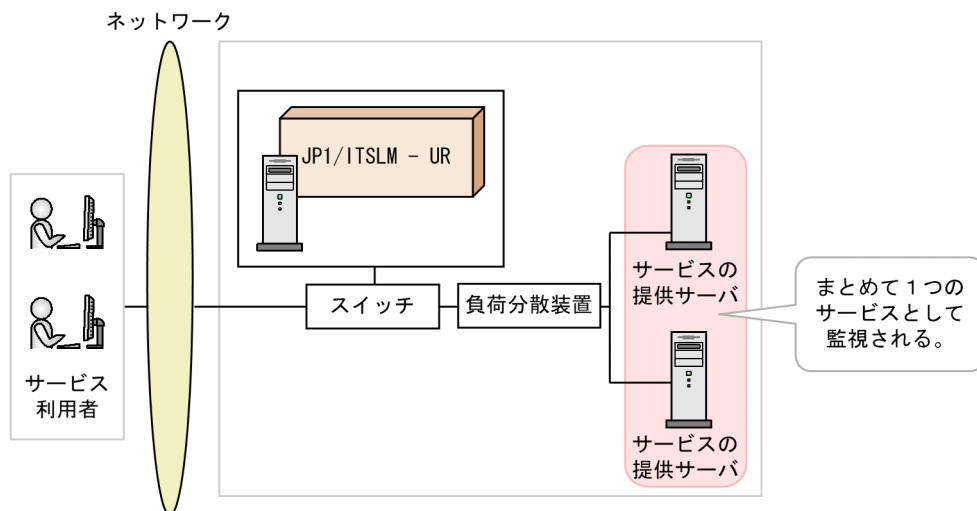 ネットワーク
JP1/ITSLM － UR
サービスの
提供サーバ
スイッチ
負荷分散装置
まとめて１つの
サービスとして
監視される。
サービス
利用者
サービスの
提供サーバ